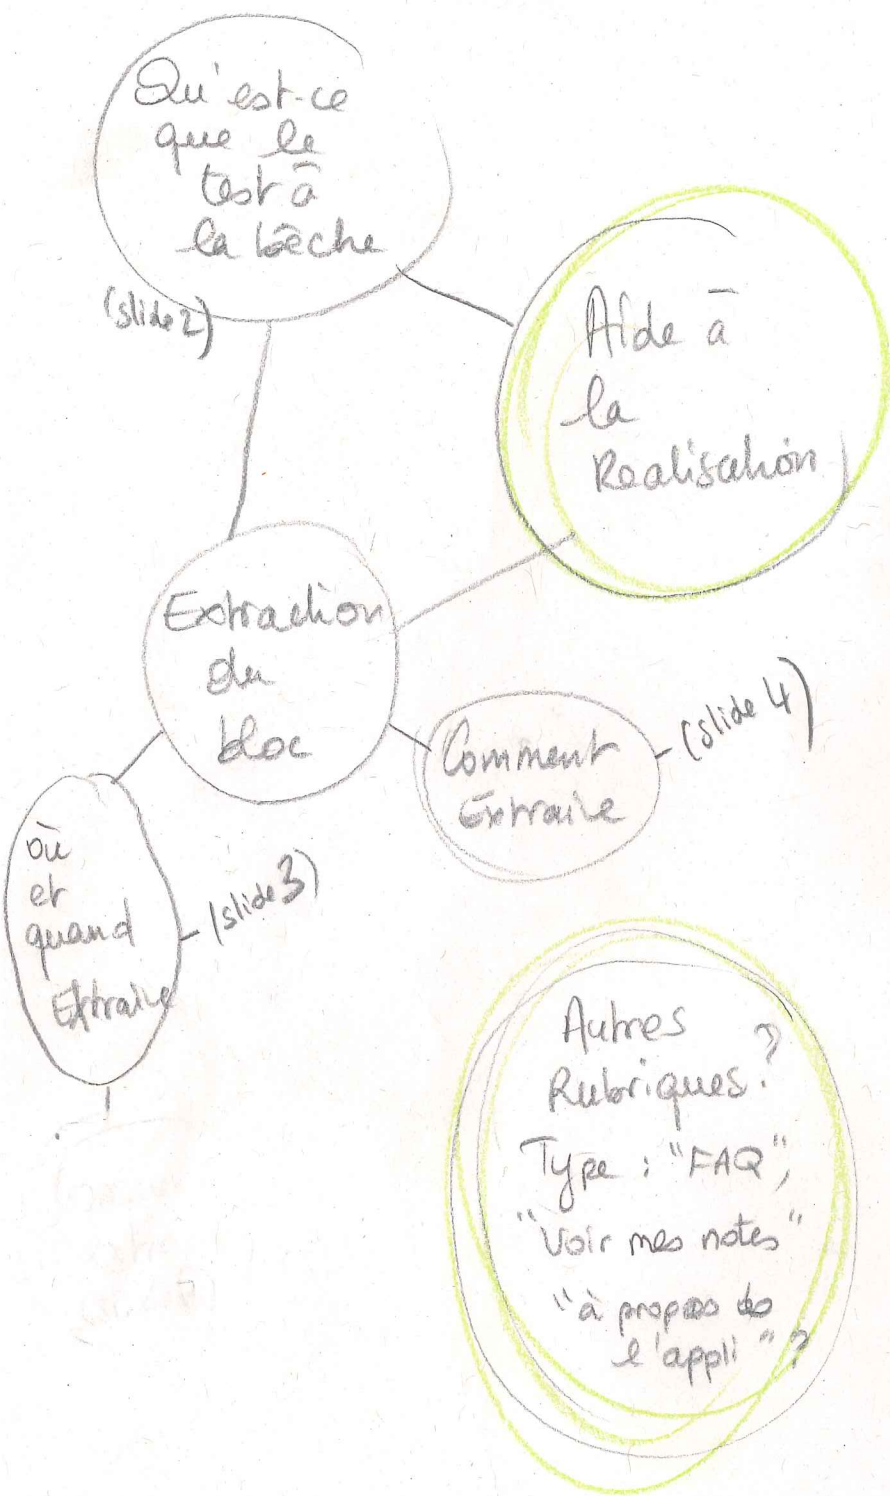 Qu'est-ce
que le
test à
la bêche
(slide 2)
Aide à
la
Realisation
Extraction
du
bloc
Comment
Extraire
(slide 4)
où
et
quand
Extraire
(slide 3)
Autres
Rubriques ?
Type : "FAQ",
"Voir mes notes"
"à propos de
l'appli" ?